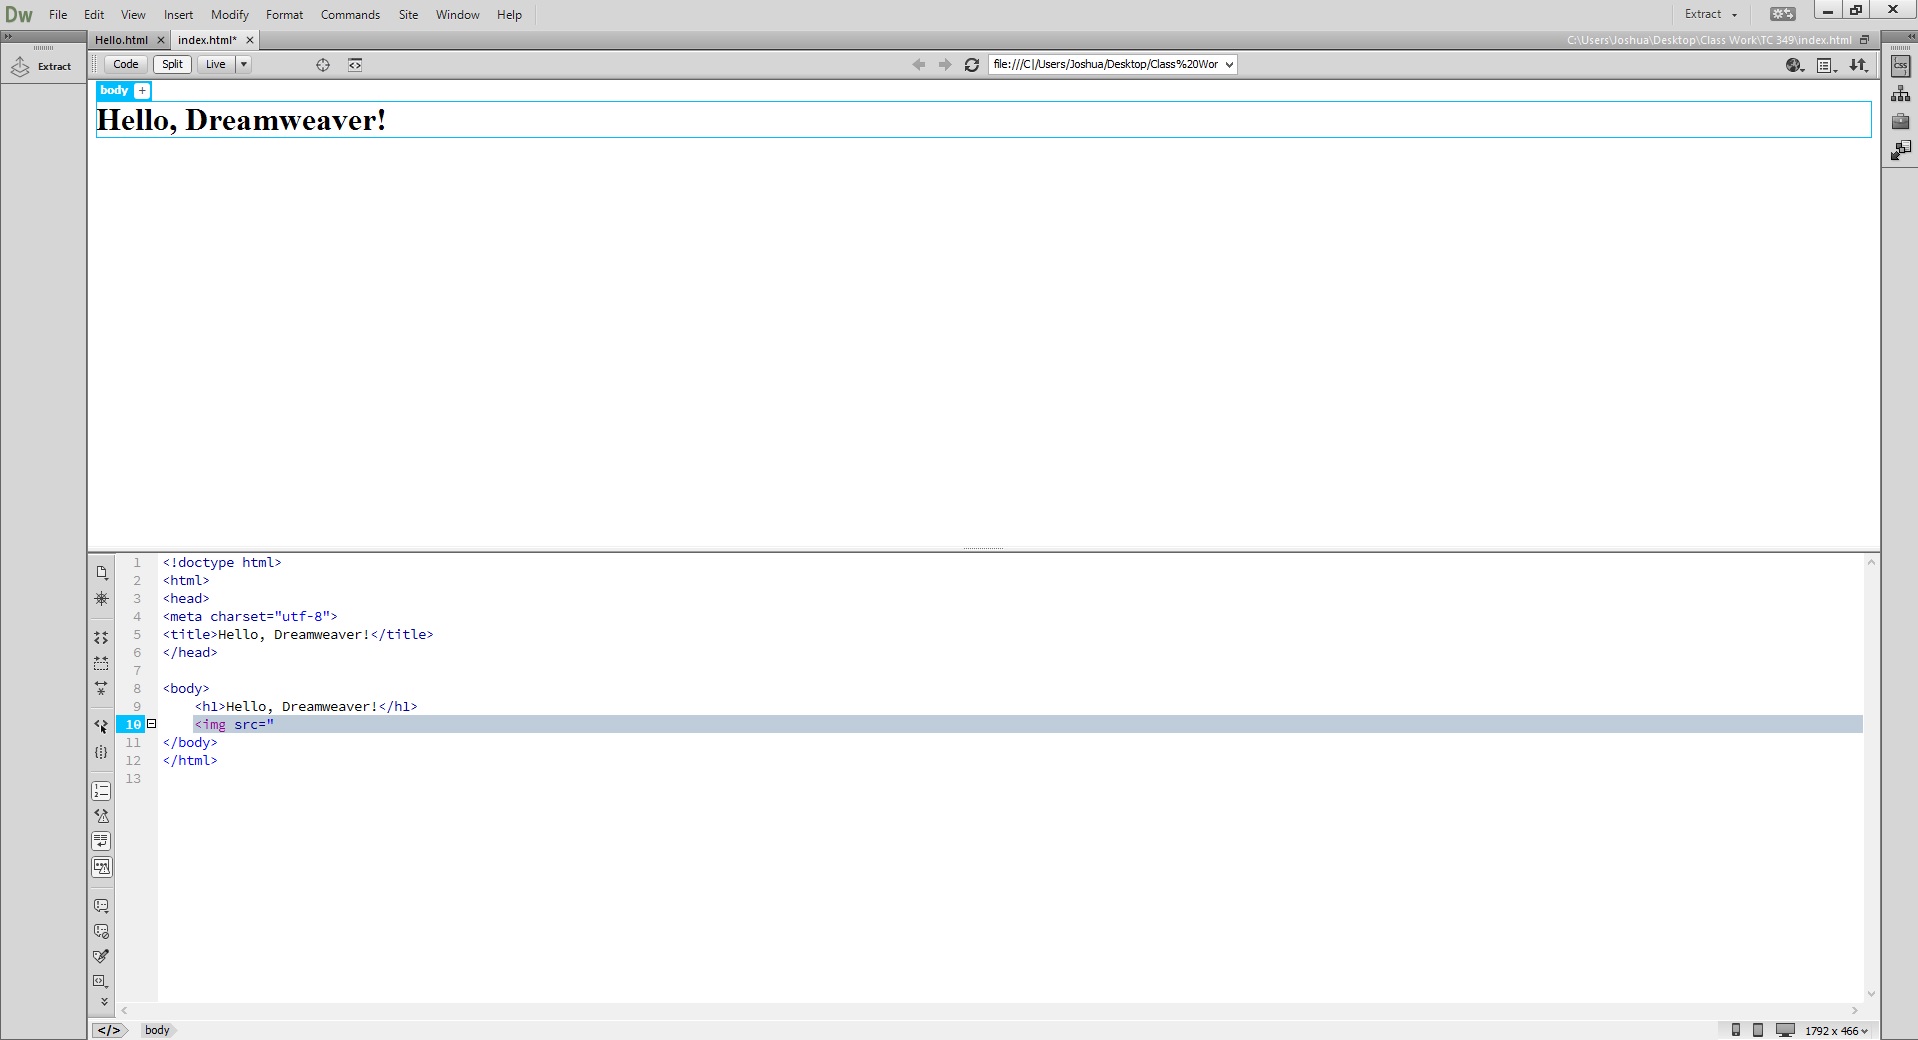 Dw File Edit View Insert Modify Format Commands Site Window Help Extract
Hello.html × index.html* × C:\Users\Joshua\Desktop\Class Work\TC 349\index.html
Extract
Code Split Live file:///C|/Users/Joshua/Desktop/Class%20Wor
CSS
body +
Hello, Dreamweaver!
1 <!doctype html>
2 <html>
3 <head>
4 <meta charset="utf-8">
5 <title>Hello, Dreamweaver!</title>
6 </head>
7
8 <body>
9 <h1>Hello, Dreamweaver!</h1>
10 <img src="
11 </body>
12 </html>
13
</> body 1792 x 466